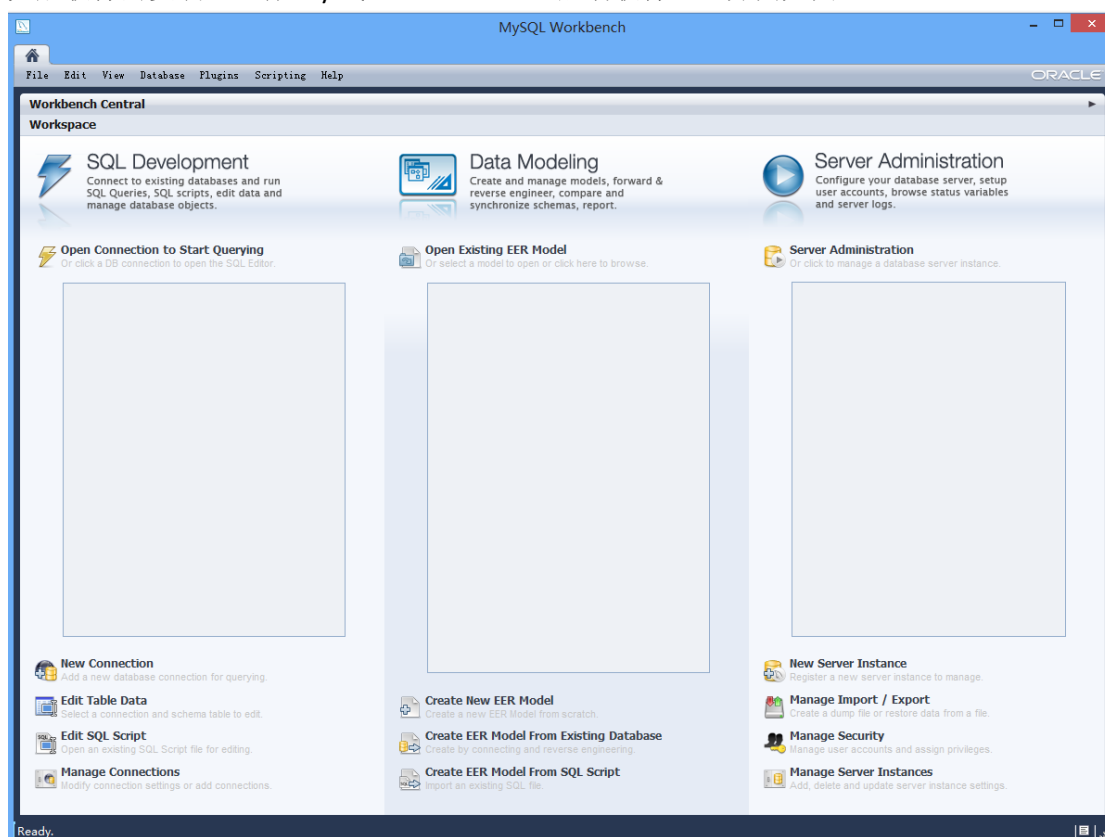 MySQL Workbench
File Edit View Database Plugins Scripting Help
ORACLE
Workbench Central
Workspace
SQL Development
Connect to existing databases and run
SQL Queries, SQL scripts, edit data and
manage database objects.
Open Connection to Start Querying
Or click a DB connection to open the SQL Editor.
New Connection
Add a new database connection for querying.
Edit Table Data
Select a connection and schema table to edit.
Edit SQL Script
Open an existing SQL Script file for editing.
Manage Connections
Modify connection settings or add connections.
Data Modeling
Create and manage models, forward &
reverse engineer, compare and
synchronize schemas, report.
Open Existing EER Model
Or select a model to open or click here to browse.
Create New EER Model
Create a new EER Model from scratch.
Create EER Model From Existing Database
Create by connecting and reverse engineering.
Create EER Model From SQL Script
Import an existing SQL file.
Server Administration
Configure your database server, setup
user accounts, browse status variables
and server logs.
Server Administration
Or click to manage a database server instance.
New Server Instance
Register a new server instance to manage.
Manage Import / Export
Create a dump file or restore data from a file.
Manage Security
Manage user accounts and assign privileges.
Manage Server Instances
Add, delete and update server instance settings.
Ready.